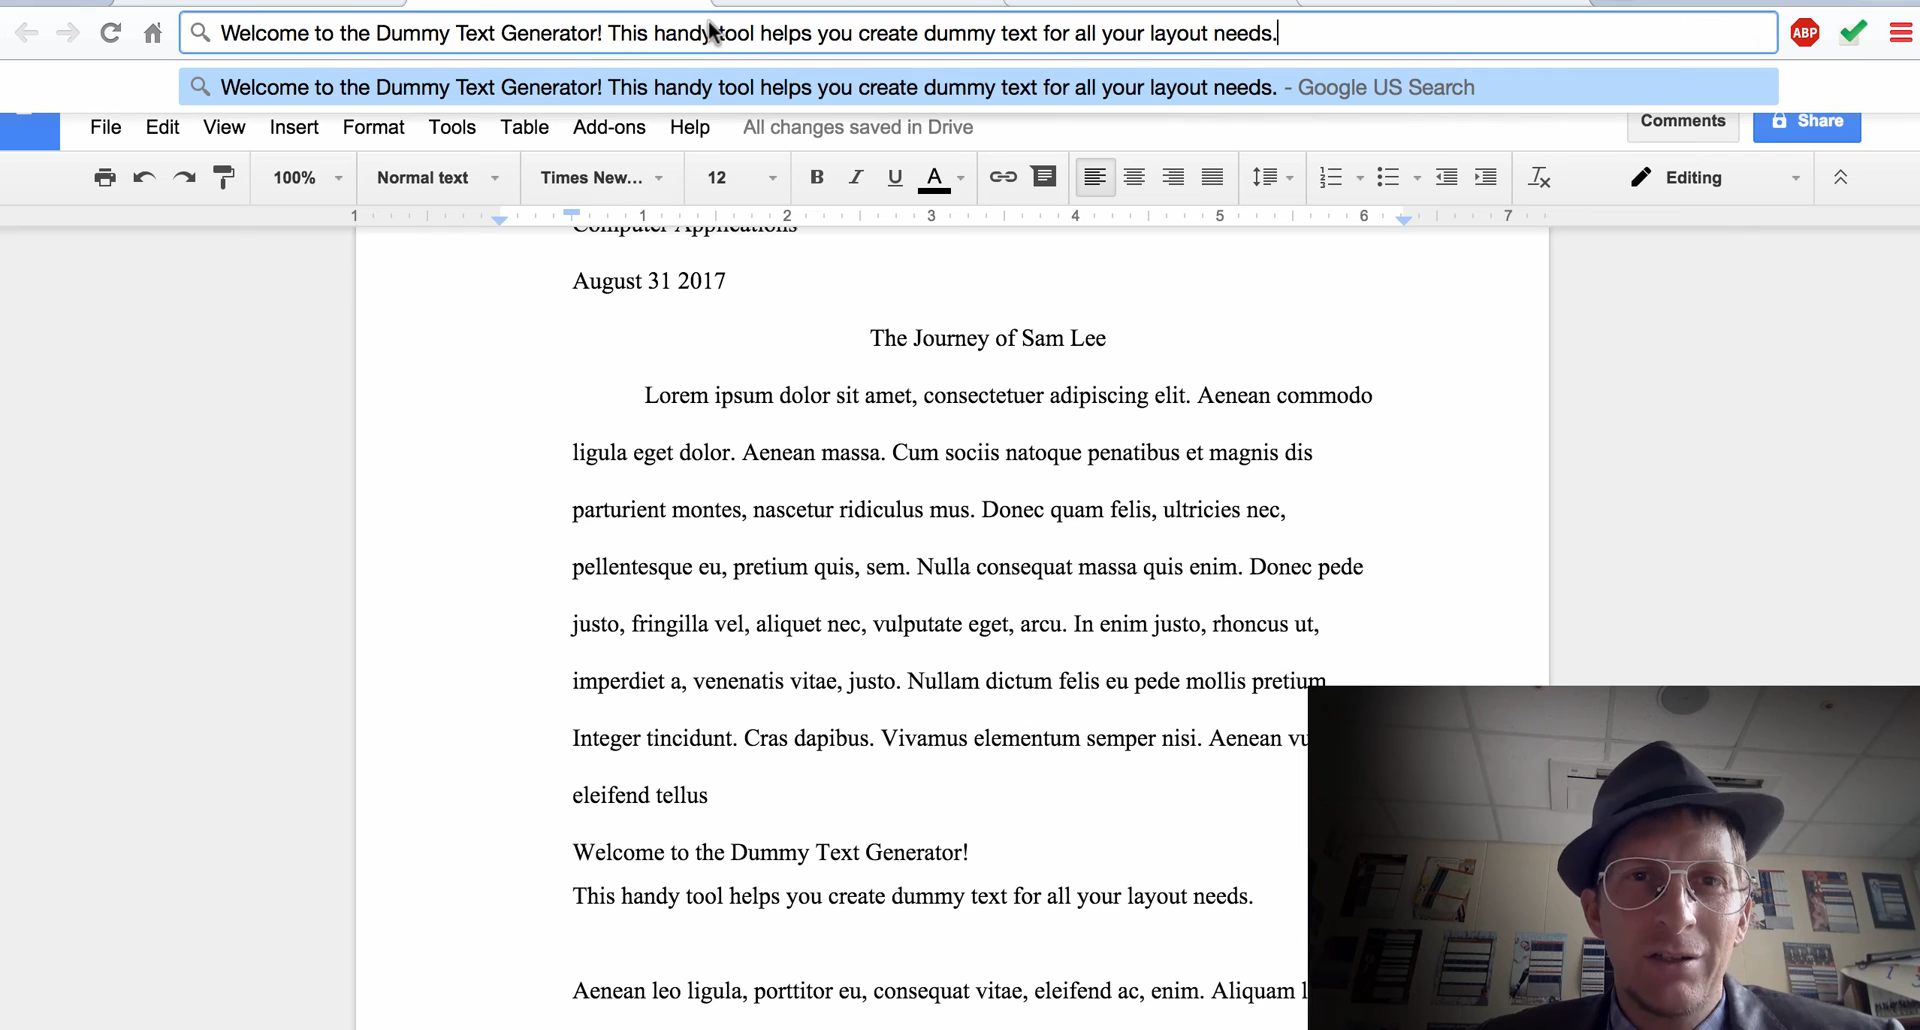 Welcome to the Dummy Text Generator! This handy tool helps you create dummy text for all your layout needs.
ABP
Welcome to the Dummy Text Generator! This handy tool helps you create dummy text for all your layout needs. - Google US Search
File Edit View Insert Format Tools Table Add-ons Help All changes saved in Drive Comments Share
100% Normal text Times New... 12 B I U A Editing
1 1 2 3 4 5 6 7
Computer Applications
August 31 2017
The Journey of Sam Lee
Lorem ipsum dolor sit amet, consectetuer adipiscing elit. Aenean commodo
ligula eget dolor. Aenean massa. Cum sociis natoque penatibus et magnis dis
parturient montes, nascetur ridiculus mus. Donec quam felis, ultricies nec,
pellentesque eu, pretium quis, sem. Nulla consequat massa quis enim. Donec pede
justo, fringilla vel, aliquet nec, vulputate eget, arcu. In enim justo, rhoncus ut,
imperdiet a, venenatis vitae, justo. Nullam dictum felis eu pede mollis pretium
Integer tincidunt. Cras dapibus. Vivamus elementum semper nisi. Aenean vu
eleifend tellus
Welcome to the Dummy Text Generator!
This handy tool helps you create dummy text for all your layout needs.
Aenean leo ligula, porttitor eu, consequat vitae, eleifend ac, enim. Aliquam l